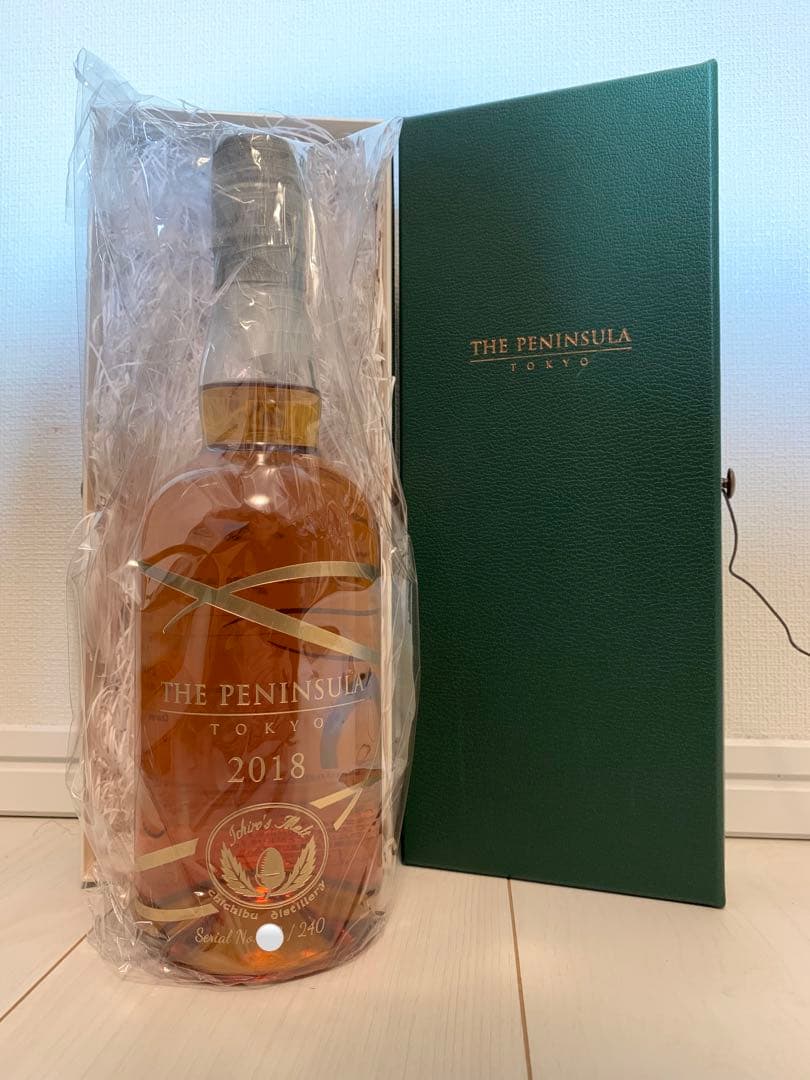 THE PENINSULA
TOKYO
THE PENINSULA
TOKYO
2018
Ichiro's Malt
Chichibu distillery
Serial No. / 240